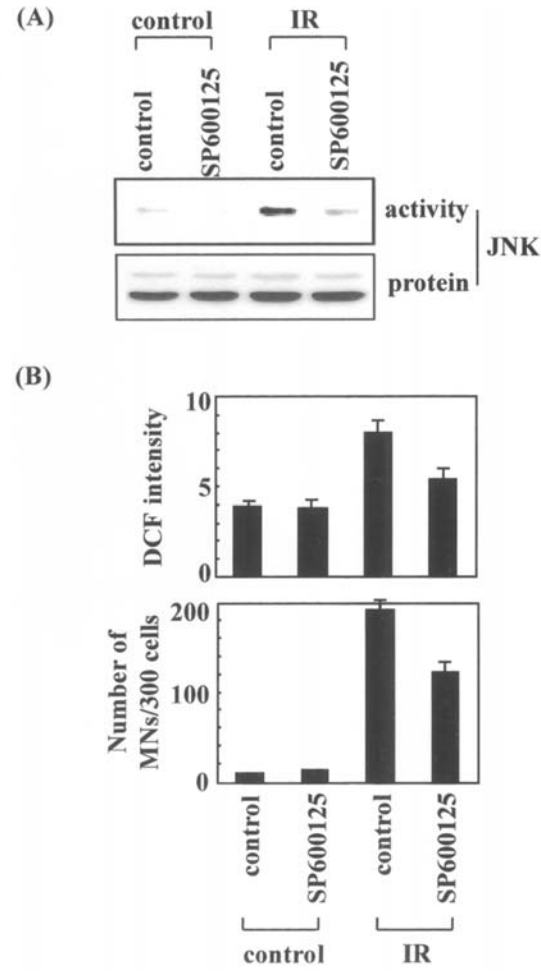 (A)
control IR
control SP600125 control SP600125
activity
JNK
protein
(B)
10
5
0
DCF intensity
200
100
0
Number of
MNs/300 cells
control SP600125 control SP600125
control IR